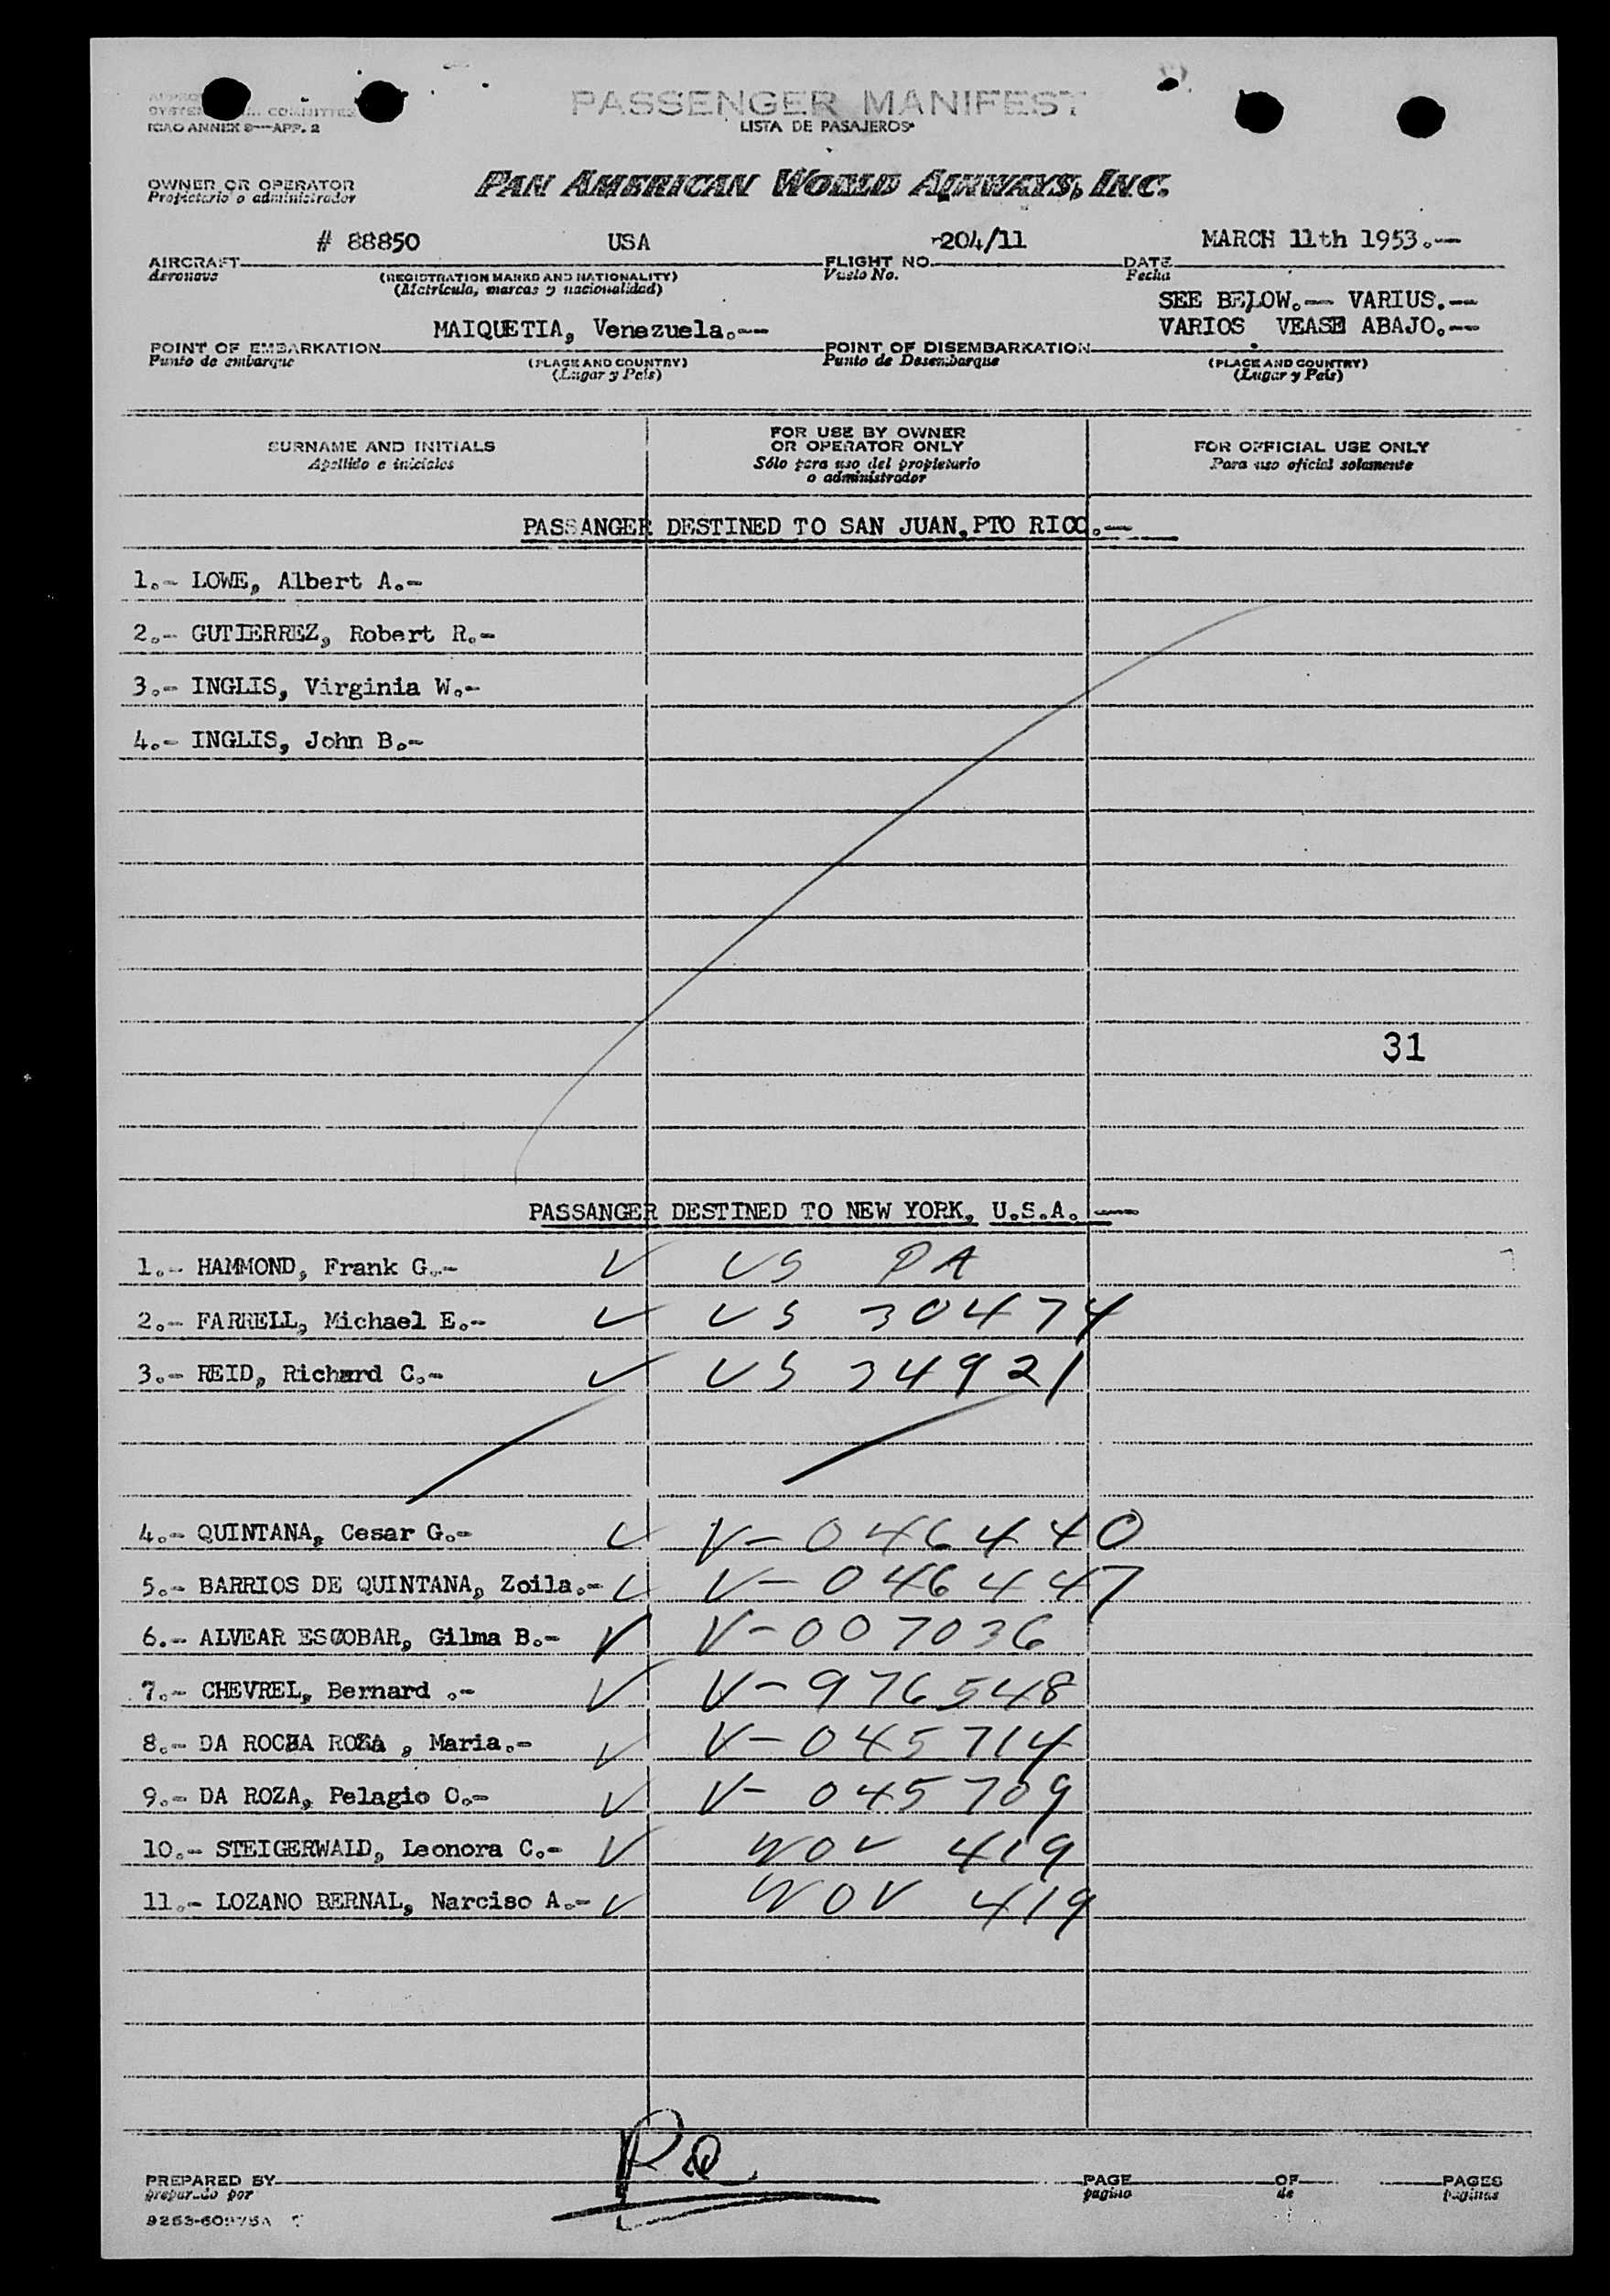 PASSENGER MANIFEST
COMMITTEE
ICAO ANNEX 9—APP. 2
LISTA DE PASAJEROS
OWNER OR OPERATOR
Propietario o administrador
PAN AMERICAN WORLD AIRWAYS, INC.
# 88850 USA -204/11 MARCH 11th 1953.--
AIRCRAFT FLIGHT NO. DATE
Aeronave (REGISTRATION MARKS AND NATIONALITY) Vuelo No. Fecha
(Matrícula, marcas y nacionalidad)
SEE BELOW.-- VARIUS.--
MAIQUETIA, Venezuela.-- VARIOS VEASE ABAJO.--
POINT OF EMBARKATION POINT OF DISEMBARKATION
Punto de embarque (PLACE AND COUNTRY) Punto de Desembarque (PLACE AND COUNTRY)
(Lugar y País) (Lugar y País)
SURNAME AND INITIALS
Apellido e iniciales
FOR USE BY OWNER
OR OPERATOR ONLY
Sólo para uso del propietario
o administrador
FOR OFFICIAL USE ONLY
Para uso oficial solamente
PASSANGER DESTINED TO SAN JUAN, PTO RICO.--
1.- LOWE, Albert A.-
2.- GUTIERREZ, Robert R.-
3.- INGLIS, Virginia W.-
4.- INGLIS, John B.-
31
PASSANGER DESTINED TO NEW YORK, U.S.A. --
1.- HAMMOND, Frank G.- ✓ US PA
2.- FARRELL, Michael E.- ✓ US 30474
3.- REID, Richard C.- ✓ US 34921
4.- QUINTANA, Cesar G.- ✓ V-046440
5.- BARRIOS DE QUINTANA, Zoila.- ✓ V-046447
6.- ALVEAR ESCOBAR, Gilma B.- ✓ V-007036
7.- CHEVREL, Bernard .- ✓ V-976548
8.- DA ROCHA ROZA , Maria.- ✓ V-045714
9.- DA ROZA, Pelagio O.- ✓ V-045709
10.- STEIGERWALD, Leonora C.- ✓ WOV 419
11.- LOZANO BERNAL, Narciso A.- ✓ WOV 419
PREPARED BY PAGE OF PAGES
preparado por pagina de paginas